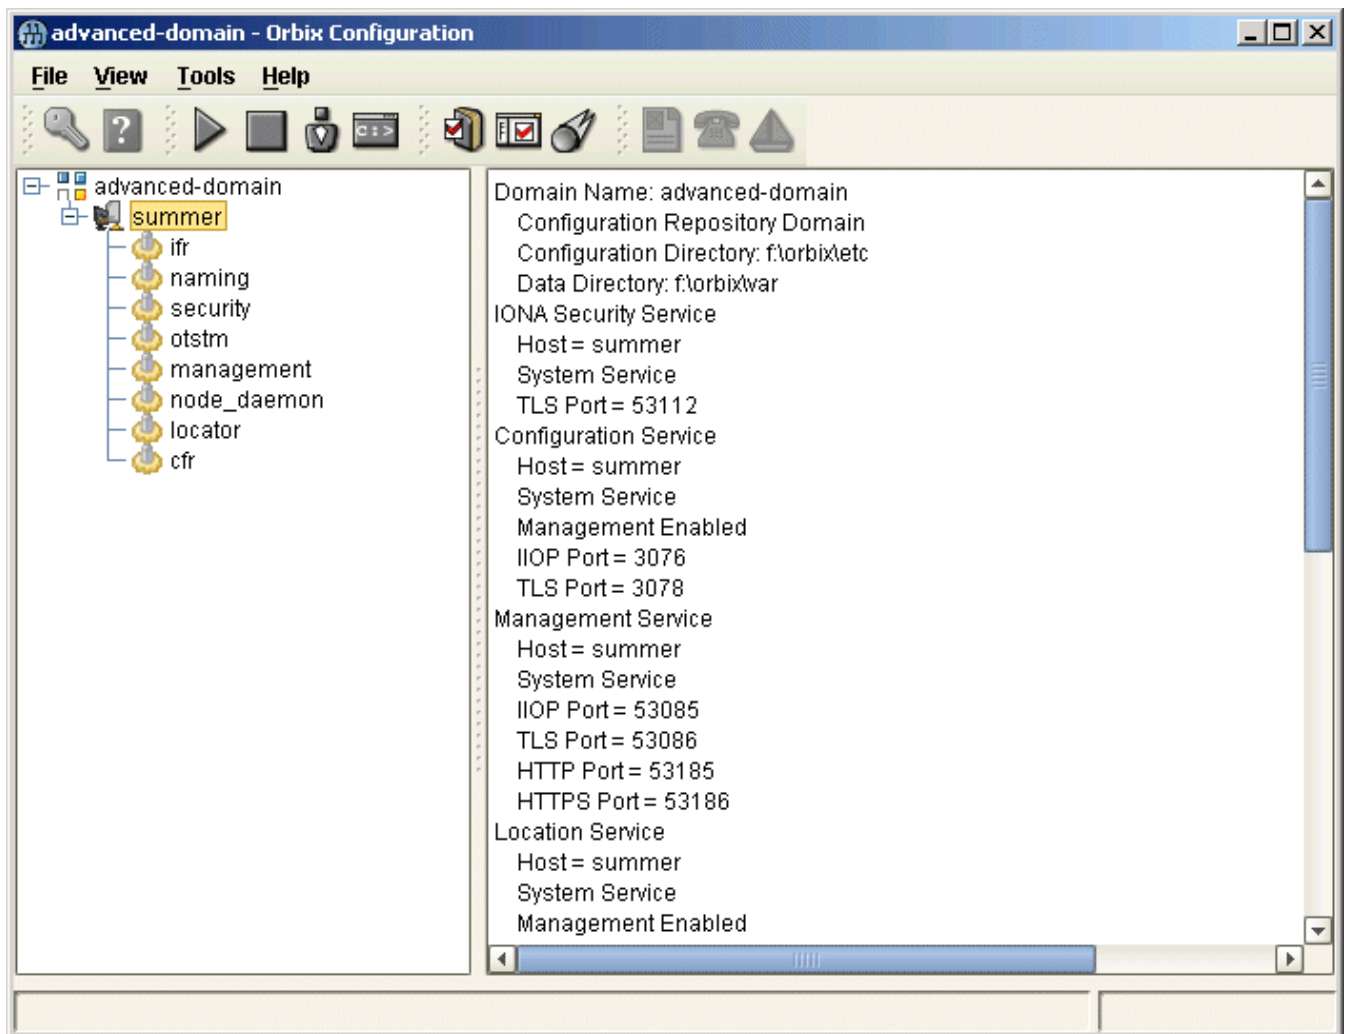 advanced-domain - Orbix Configuration
File View Tools Help
C:>
advanced-domain
summer
ifr
naming
security
otstm
management
node_daemon
locator
cfr
Domain Name: advanced-domain
Configuration Repository Domain
Configuration Directory: f:\orbix\etc
Data Directory: f:\orbix\var
IONA Security Service
Host = summer
System Service
TLS Port = 53112
Configuration Service
Host = summer
System Service
Management Enabled
IIOP Port = 3076
TLS Port = 3078
Management Service
Host = summer
System Service
IIOP Port = 53085
TLS Port = 53086
HTTP Port = 53185
HTTPS Port = 53186
Location Service
Host = summer
System Service
Management Enabled